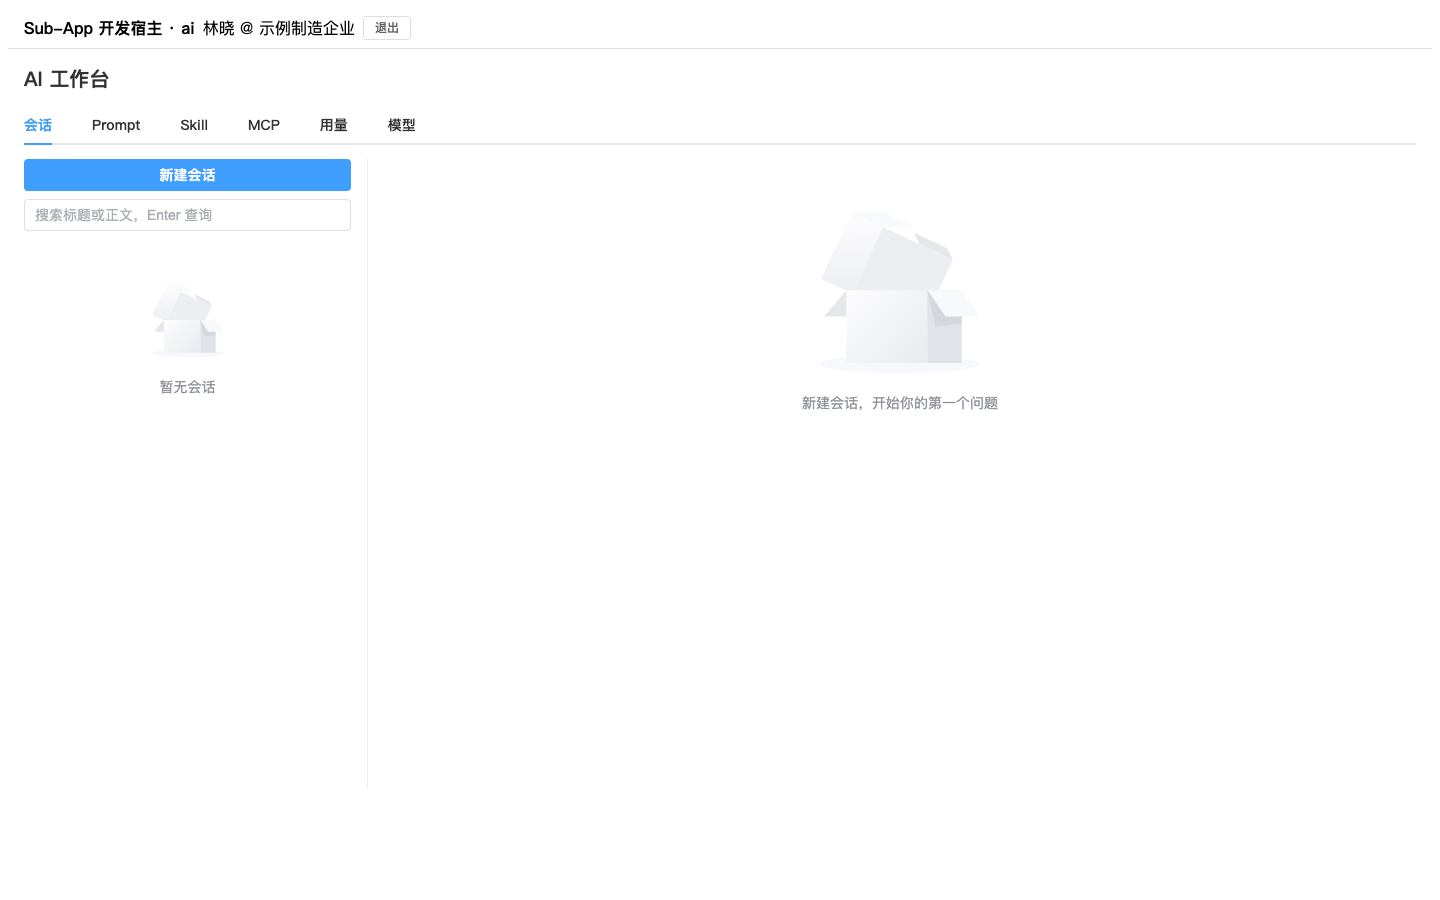 Sub-App 开发宿主 · ai 林晓 @ 示例制造企业 退出
AI 工作台
会话 Prompt Skill MCP 用量 模型
新建会话
搜索标题或正文，Enter 查询
暂无会话
新建会话，开始你的第一个问题